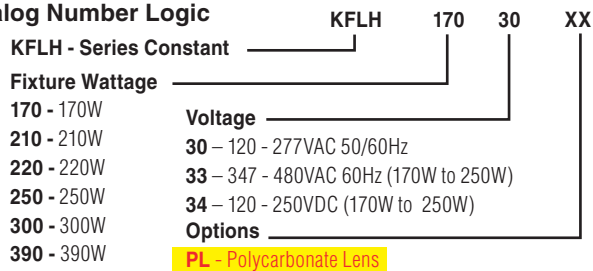 alog Number Logic
KFLH 170 30 XX
KFLH - Series Constant
Fixture Wattage
170 - 170W
210 - 210W
220 - 220W
250 - 250W
300 - 300W
390 - 390W
Voltage
30 – 120 - 277VAC 50/60Hz
33 – 347 - 480VAC 60Hz (170W to 250W)
34 – 120 - 250VDC (170W to 250W)
Options
PL - Polycarbonate Lens